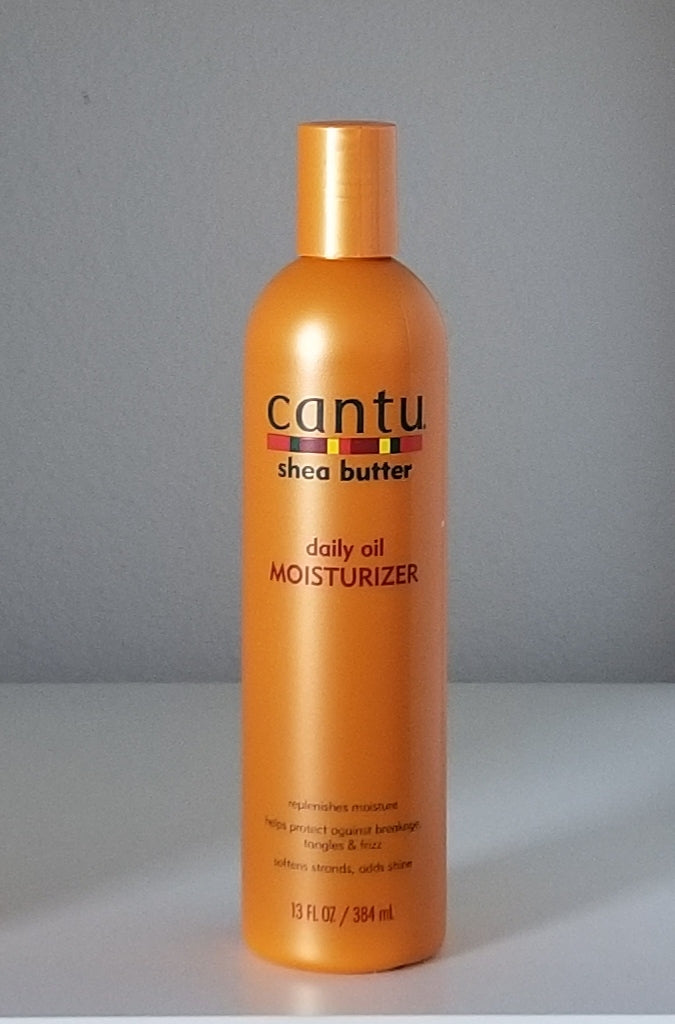 cantu
shea butter
daily oil
MOISTURIZER
replenishes moisture
helps protect against breakage,
tangles & frizz
softens strands, adds shine
13 FL OZ / 384 mL